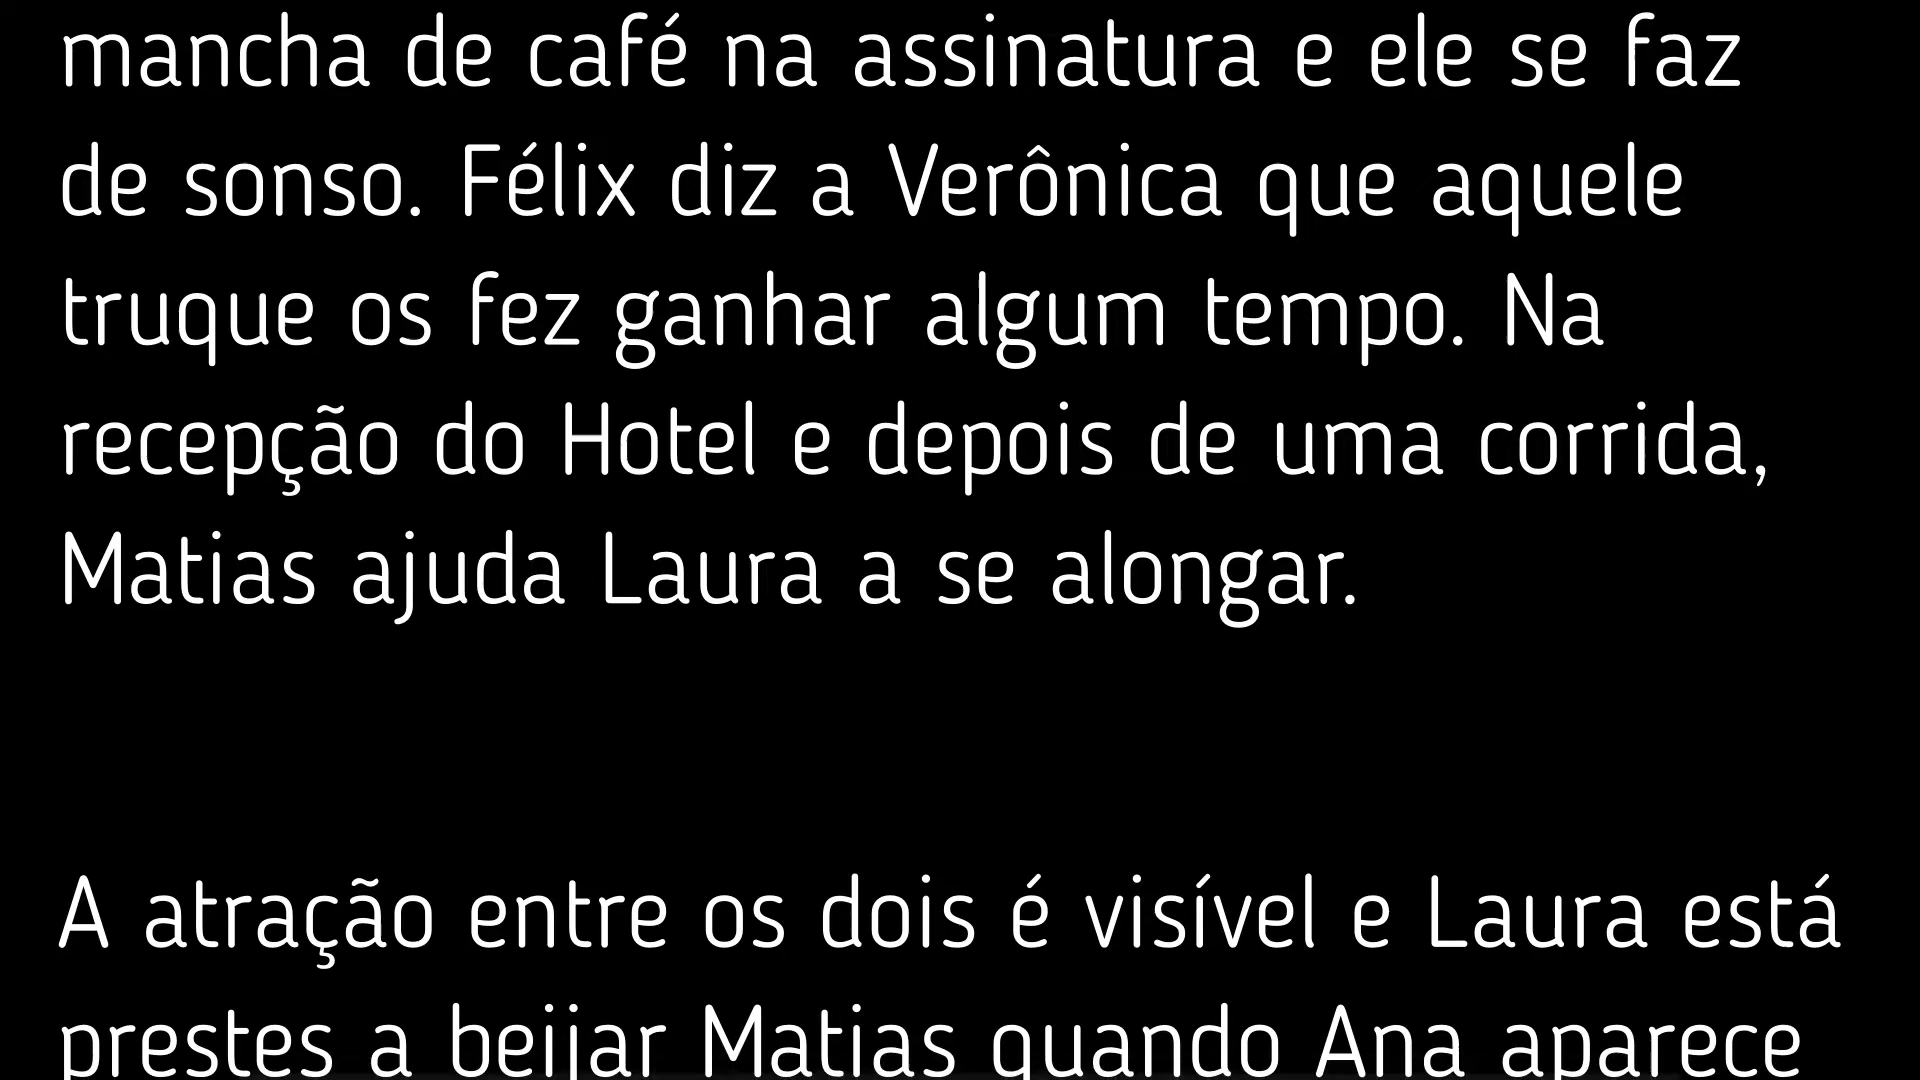 mancha de café na assinatura e ele se faz
de sonso. Félix diz a Verônica que aquele
truque os fez ganhar algum tempo. Na
recepção do Hotel e depois de uma corrida,
Matias ajuda Laura a se alongar.
A atração entre os dois é visível e Laura está
prestes a beijar Matias quando Ana aparece